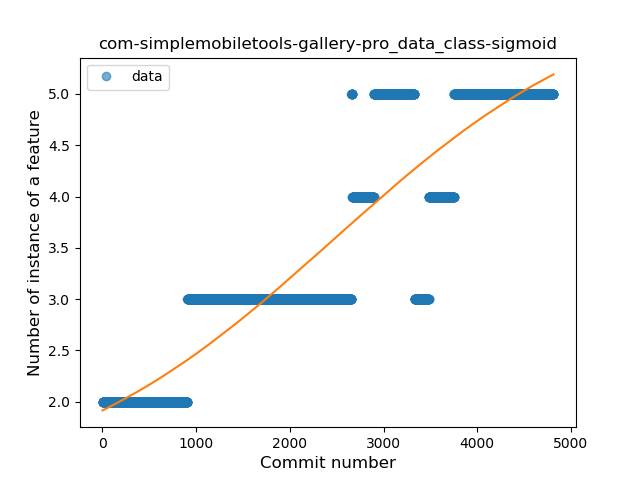 com-simplemobiletools-gallery-pro_data_class-sigmoid
data
Number of instance of a feature
5.0
4.5
4.0
3.5
3.0
2.5
2.0
0 1000 2000 3000 4000 5000
Commit number